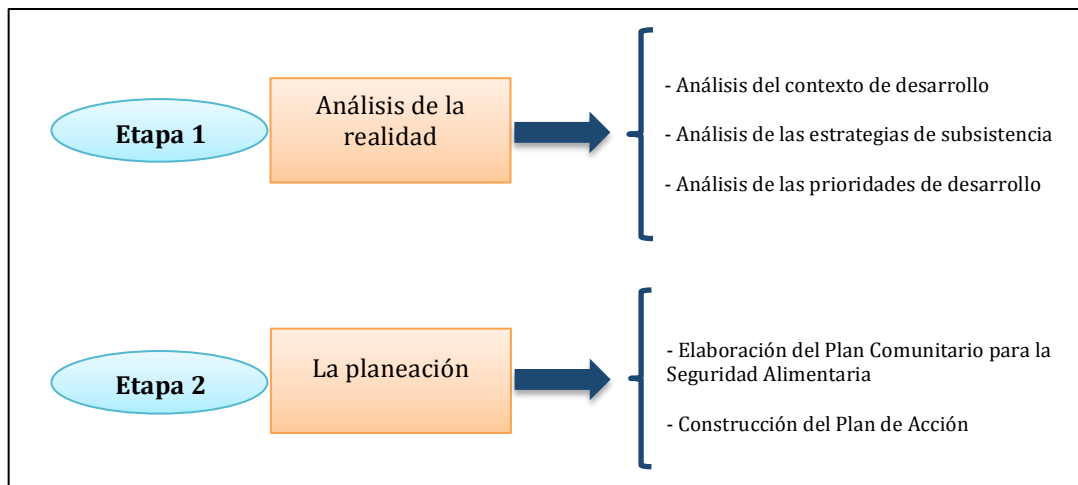 Etapa 1
Análisis de la
realidad
- Análisis del contexto de desarrollo
- Análisis de las estrategias de subsistencia
- Análisis de las prioridades de desarrollo
Etapa 2
La planeación
- Elaboración del Plan Comunitario para la
Seguridad Alimentaria
- Construcción del Plan de Acción